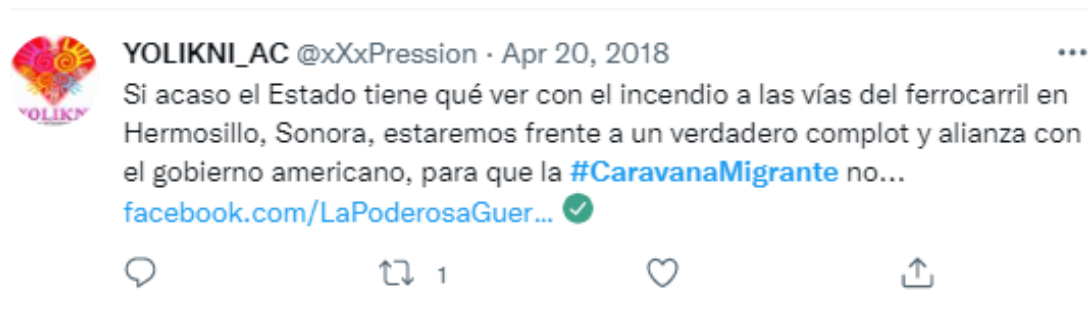 YOLIKNI_AC @xXxPression · Apr 20, 2018
Si acaso el Estado tiene qué ver con el incendio a las vías del ferrocarril en
Hermosillo, Sonora, estaremos frente a un verdadero complot y alianza con
el gobierno americano, para que la #CaravanaMigrante no...
facebook.com/LaPoderosaGuer...
1